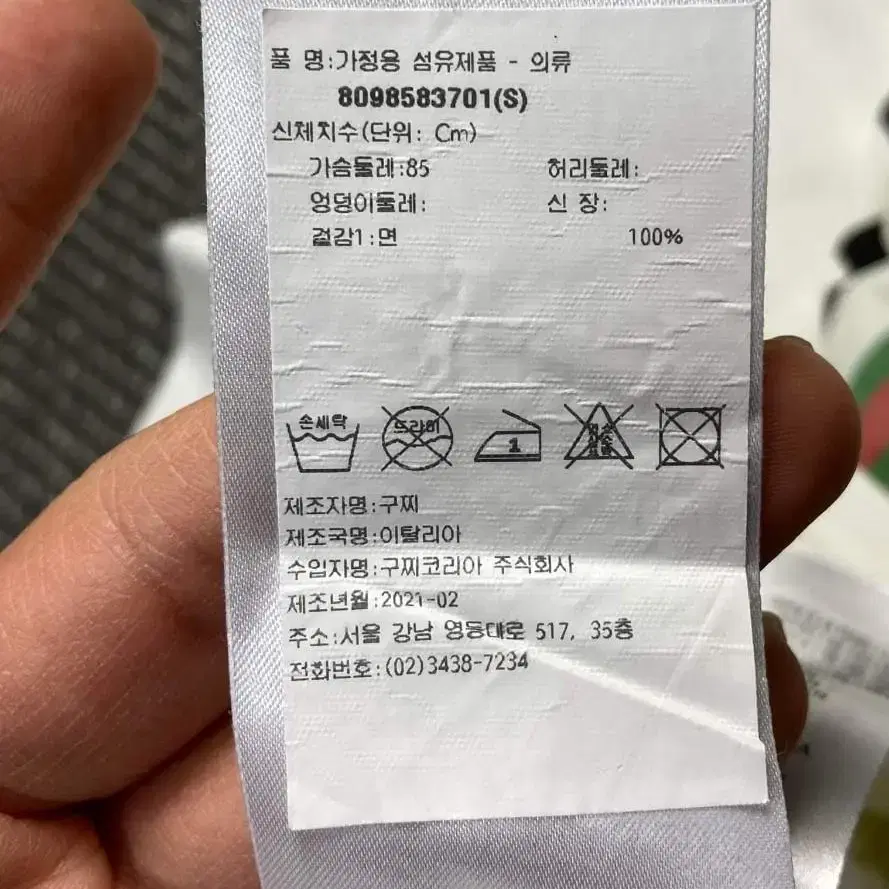 품 명:가정용 섬유제품 - 의류
8098583701(S)
신체치수(단위: Cm)
가슴둘레:85 허리둘레:
엉덩이둘레: 신 장:
겉감1:면 100%
손세탁 드라이 1
제조자명:구찌
제조국명:이탈리아
수입자명:구찌코리아 주식회사
제조년월:2021-02
주소:서울 강남 영동대로 517, 35층
전화번호:(02)3438-7234